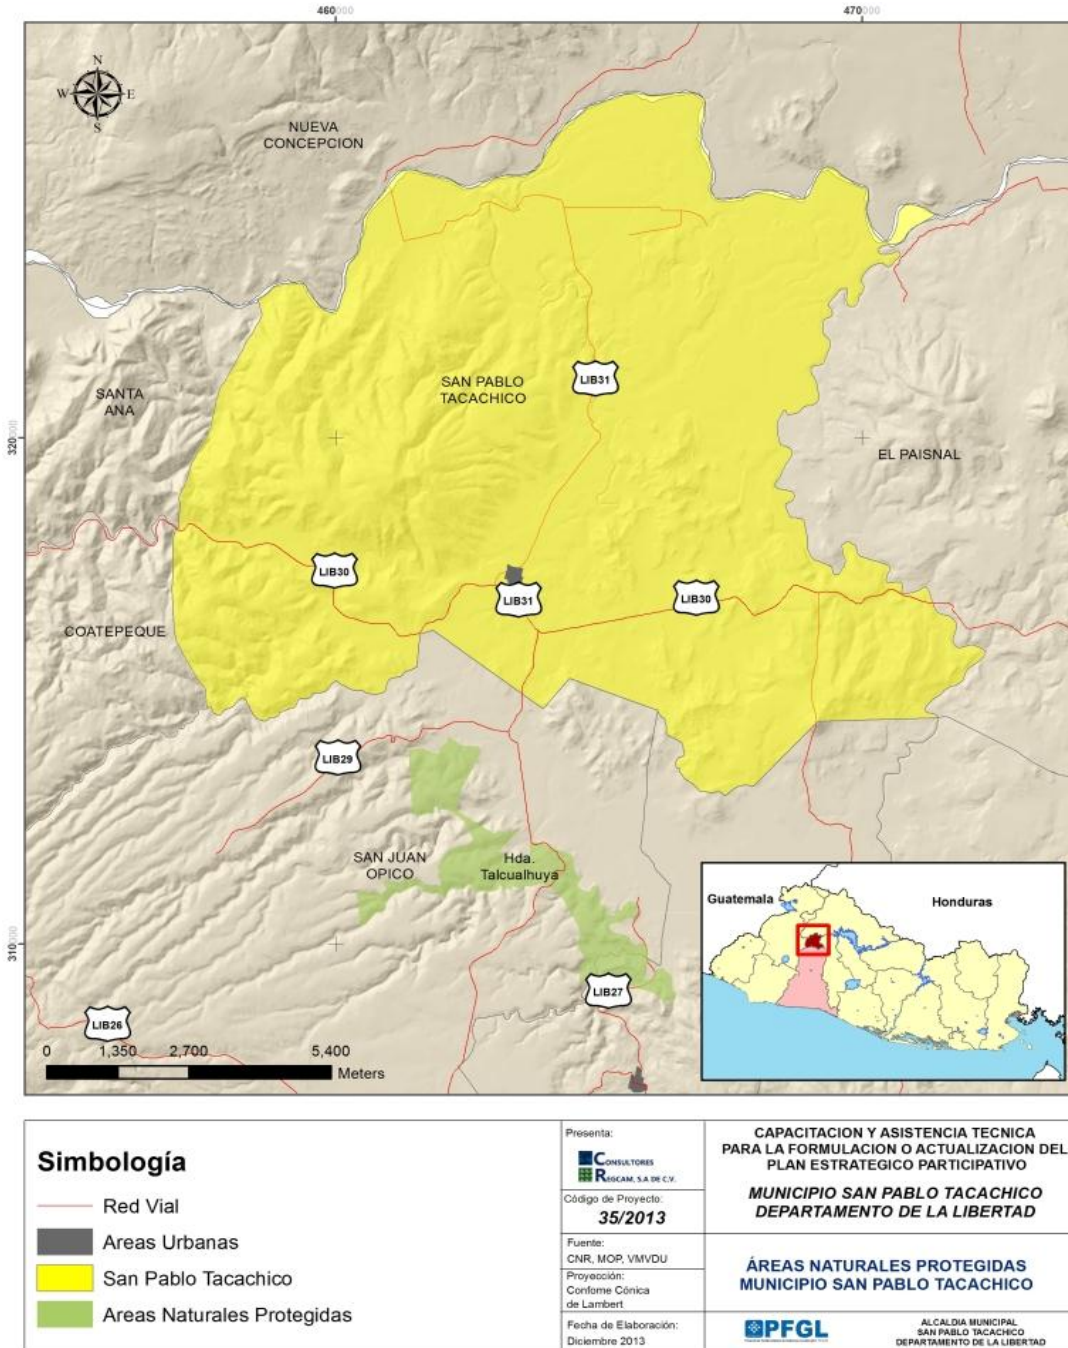 460000
470000
N
W
E
S
NUEVA
CONCEPCION
SANTA
ANA
SAN PABLO
TACACHICO
LIB31
320000
EL PAISNAL
LIB30
LIB31
LIB30
COATEPEQUE
LIB29
SAN JUAN
OPICO
Hda.
Talcualhuya
310000
LIB27
LIB26
0 1,350 2,700 5,400
Meters
Guatemala
Honduras
Simbología
Red Vial
Areas Urbanas
San Pablo Tacachico
Areas Naturales Protegidas
Presenta:
CONSULTORES
REGCAM, S.A DE C.V.
Código de Proyecto:
35/2013
Fuente:
CNR, MOP, VMVDU
Proyección:
Conforme Cónica
de Lambert
Fecha de Elaboración:
Diciembre 2013
CAPACITACION Y ASISTENCIA TECNICA
PARA LA FORMULACION O ACTUALIZACION DEL
PLAN ESTRATEGICO PARTICIPATIVO
MUNICIPIO SAN PABLO TACACHICO
DEPARTAMENTO DE LA LIBERTAD
ÁREAS NATURALES PROTEGIDAS
MUNICIPIO SAN PABLO TACACHICO
PFGL
ALCALDIA MUNICIPAL
SAN PABLO TACACHICO
DEPARTAMENTO DE LA LIBERTAD